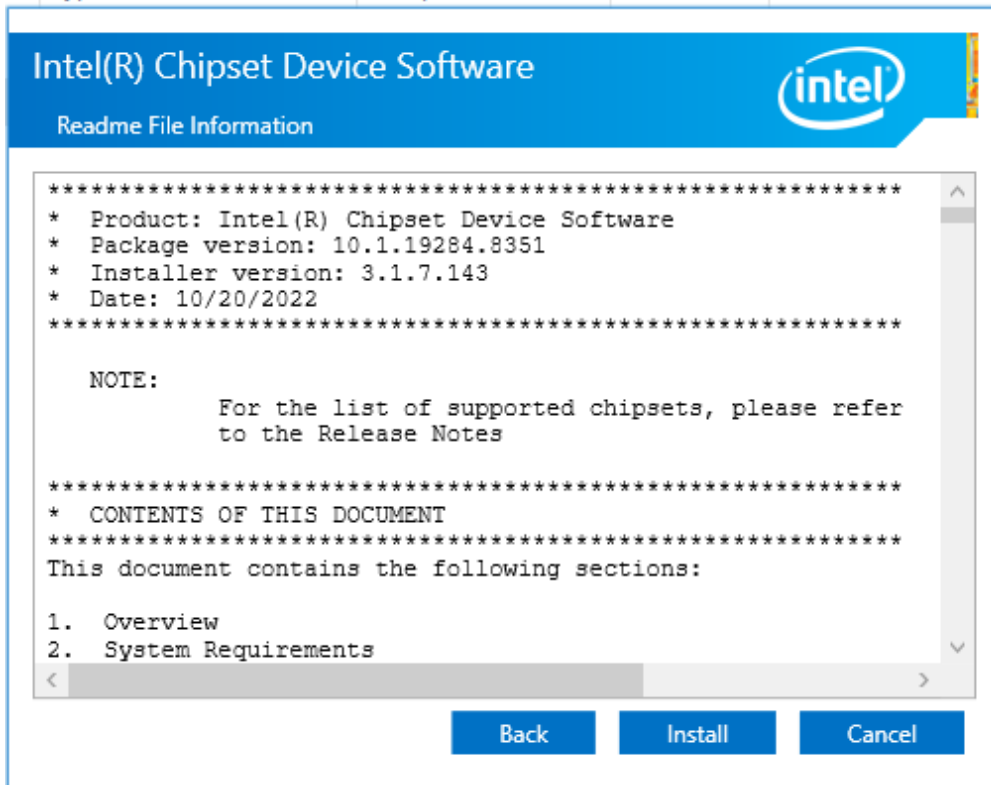 Intel(R) Chipset Device Software
intel
Readme File Information
************************************************************
*  Product: Intel(R) Chipset Device Software
*  Package version: 10.1.19284.8351
*  Installer version: 3.1.7.143
*  Date: 10/20/2022
************************************************************
NOTE:
For the list of supported chipsets, please refer
to the Release Notes
************************************************************
*  CONTENTS OF THIS DOCUMENT
************************************************************
This document contains the following sections:
1.  Overview
2.  System Requirements
Back Install Cancel